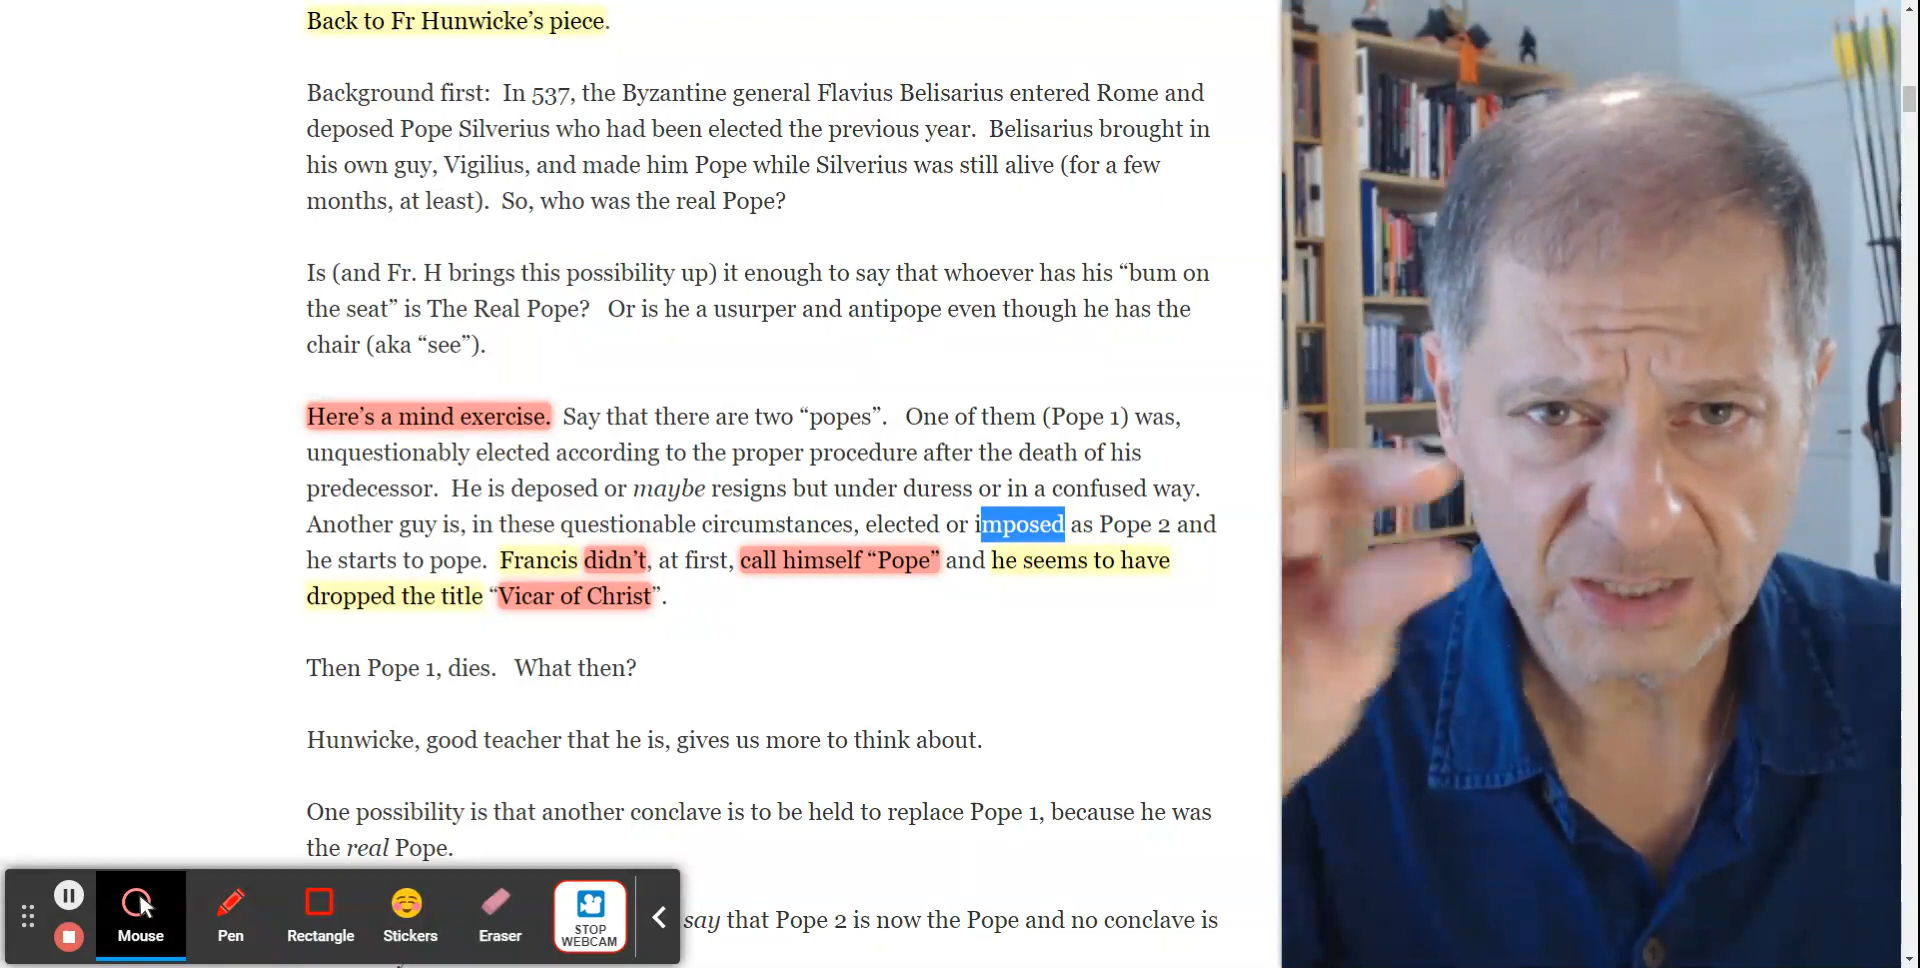 Back to Fr Hunwicke’s piece.
Background first:  In 537, the Byzantine general Flavius Belisarius entered Rome and
deposed Pope Silverius who had been elected the previous year.  Belisarius brought in
his own guy, Vigilius, and made him Pope while Silverius was still alive (for a few
months, at least).  So, who was the real Pope?
Is (and Fr. H brings this possibility up) it enough to say that whoever has his “bum on
the seat” is The Real Pope?   Or is he a usurper and antipope even though he has the
chair (aka “see”).
Here’s a mind exercise.  Say that there are two “popes”.   One of them (Pope 1) was,
unquestionably elected according to the proper procedure after the death of his
predecessor.  He is deposed or maybe resigns but under duress or in a confused way.
Another guy is, in these questionable circumstances, elected or imposed as Pope 2 and
he starts to pope.  Francis didn’t, at first, call himself “Pope” and he seems to have
dropped the title “Vicar of Christ”.
Then Pope 1, dies.   What then?
Hunwicke, good teacher that he is, gives us more to think about.
One possibility is that another conclave is to be held to replace Pope 1, because he was
the real Pope.
say that Pope 2 is now the Pope and no conclave is
Mouse
Pen
Rectangle
Stickers
Eraser
STOP
WEBCAM